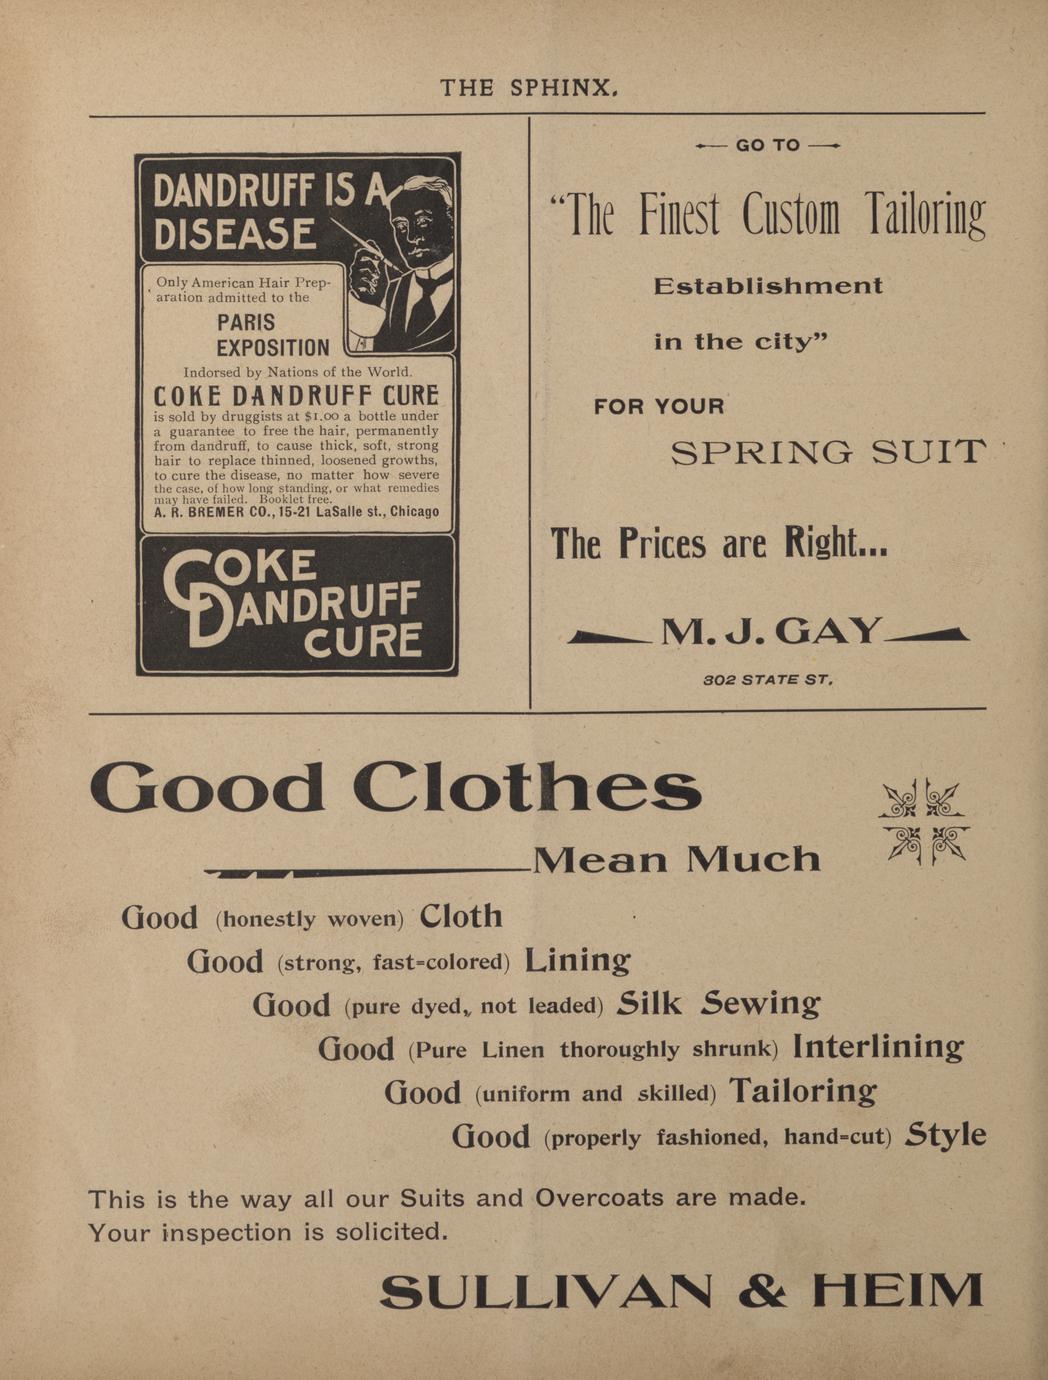 THE SPHINX.
DANDRUFF IS A
DISEASE
Only American Hair Prep-
aration admitted to the
PARIS
EXPOSITION
Indorsed by Nations of the World.
COKE DANDRUFF CURE
is sold by druggists at $1.00 a bottle under
a guarantee to free the hair, permanently
from dandruff, to cause thick, soft, strong
hair to replace thinned, loosened growths,
to cure the disease, no matter how severe
the case, of how long standing, or what remedies
may have failed. Booklet free.
A. R. BREMER CO., 15-21 LaSalle st., Chicago
COKE
DANDRUFF
CURE
GO TO
“The Finest Custom Tailoring
Establishment
in the city”
FOR YOUR
SPRING SUIT
The Prices are Right...
M. J. GAY
302 STATE ST.
Good Clothes
Mean Much
Good (honestly woven) Cloth
Good (strong, fast=colored) Lining
Good (pure dyed, not leaded) Silk Sewing
Good (Pure Linen thoroughly shrunk) Interlining
Good (uniform and skilled) Tailoring
Good (properly fashioned, hand=cut) Style
This is the way all our Suits and Overcoats are made.
Your inspection is solicited.
SULLIVAN & HEIM